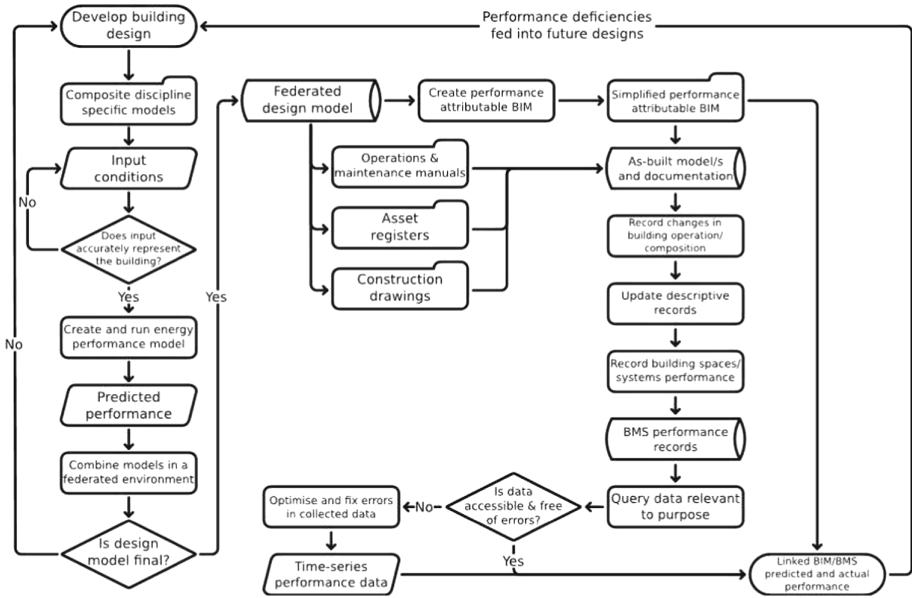 Develop building
design
Performance deficiencies
fed into future designs
Composite discipline
specific models
Federated
design model
Create performance
attributable BIM
Simplified performance
attributable BIM
Input
conditions
Operations &
maintenance manuals
As-built model/s
and documentation
No
Does input
accurately represent
the building?
Asset
registers
Record changes in
building operation/
composition
Yes
Yes
Construction
drawings
Update descriptive
records
Create and run energy
performance model
No
Record building spaces/
systems performance
Predicted
performance
BMS performance
records
Combine models in a
federated environment
Optimise and fix errors
in collected data
No
Is data
accessible & free
of errors?
Query data relevant
to purpose
Is design
model final?
Yes
Time-series
performance data
Linked BIM/BMS
predicted and actual
performance